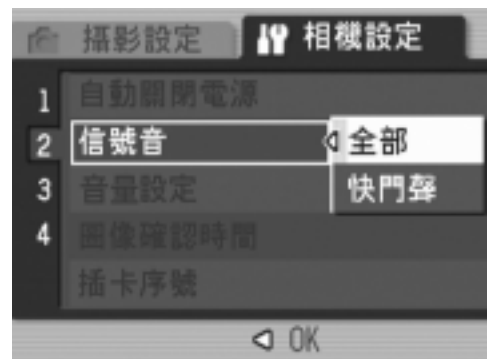 攝影設定 相機設定
1 自動關閉電源
2 信號音 全部
3 音量設定 快門聲
4 圖像確認時間
插卡序號
OK